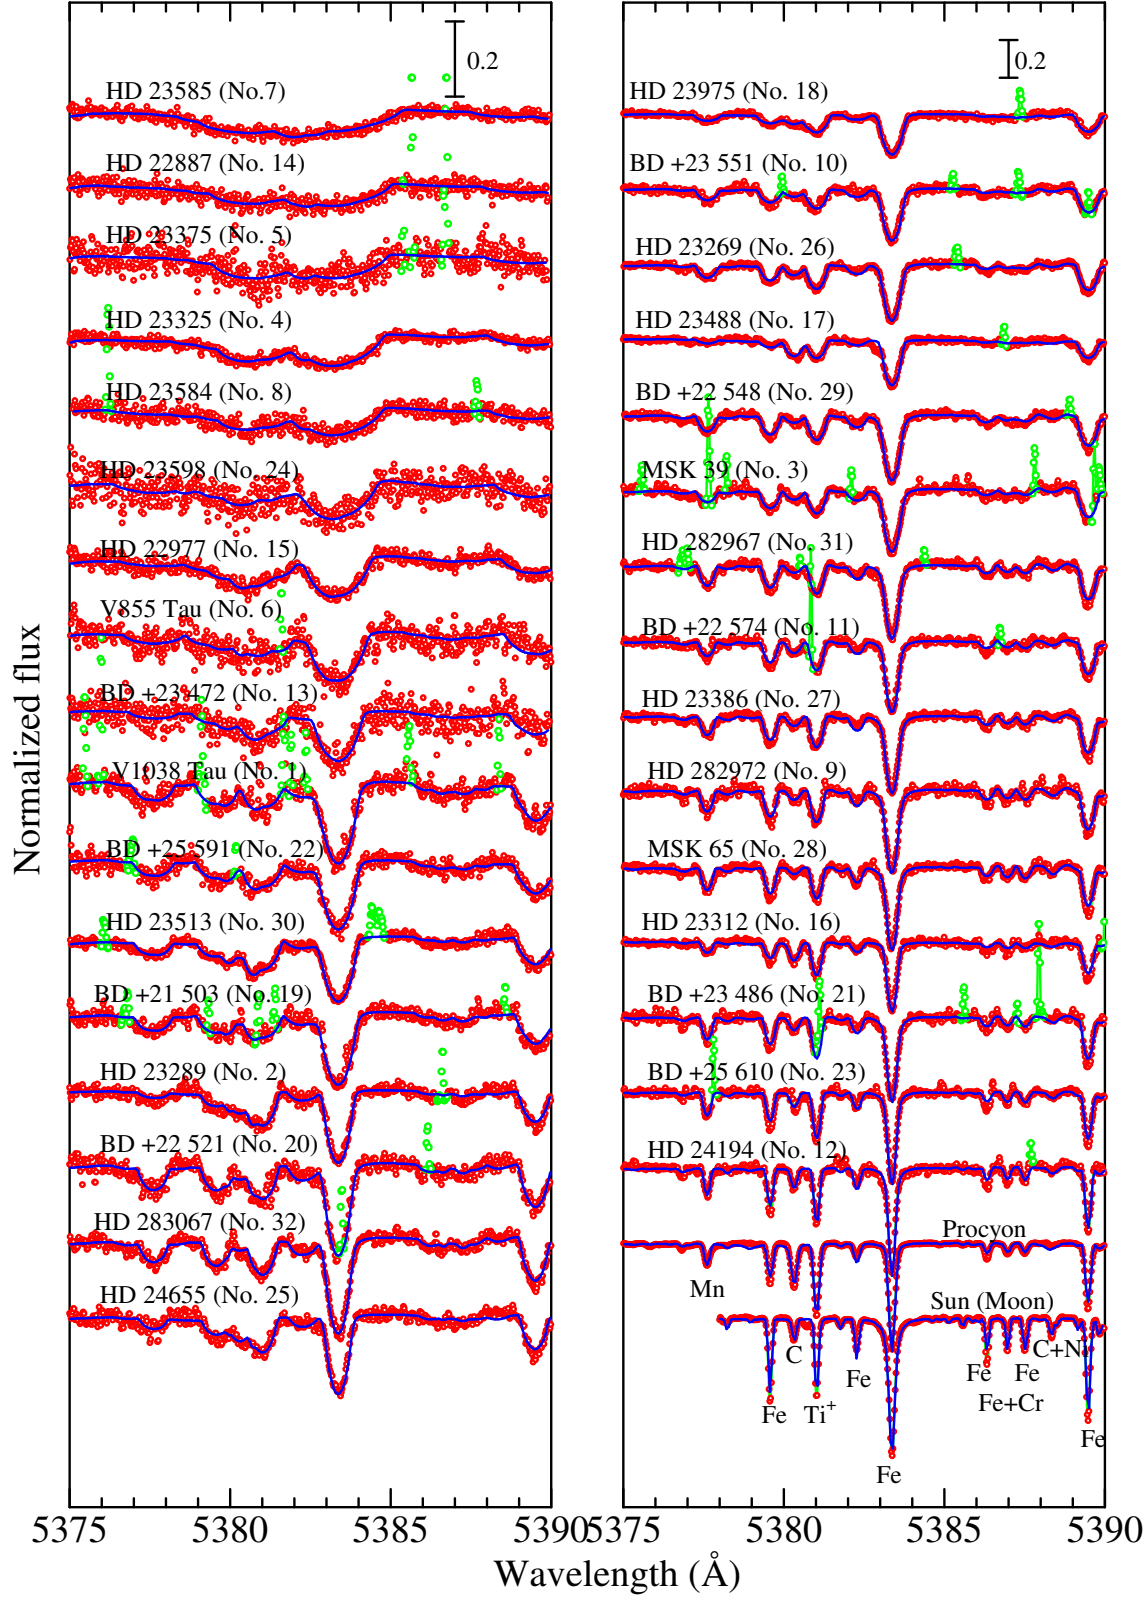 0.2
HD 23585 (No.7)
HD 22887 (No. 14)
HD 23375 (No. 5)
HD 23325 (No. 4)
HD 23584 (No. 8)
HD 23598 (No. 24)
HD 22977 (No. 15)
V855 Tau (No. 6)
BD +23 472 (No. 13)
V1038 Tau (No. 1)
BD +25 591 (No. 22)
HD 23513 (No. 30)
BD +21 503 (No. 19)
HD 23289 (No. 2)
BD +22 521 (No. 20)
HD 283067 (No. 32)
HD 24655 (No. 25)
5375
5380
5385
5390
0.2
HD 23975 (No. 18)
BD +23 551 (No. 10)
HD 23269 (No. 26)
HD 23488 (No. 17)
BD +22 548 (No. 29)
MSK 39 (No. 3)
HD 282967 (No. 31)
BD +22 574 (No. 11)
HD 23386 (No. 27)
HD 282972 (No. 9)
MSK 65 (No. 28)
HD 23312 (No. 16)
BD +23 486 (No. 21)
BD +25 610 (No. 23)
HD 24194 (No. 12)
Procyon
Mn
Sun (Moon)
C
C+Ni
Fe
Fe
Fe
Fe
Ti+
Fe+Cr
Fe
Fe
5375
5380
5385
5390
Normalized flux
Wavelength (Å)